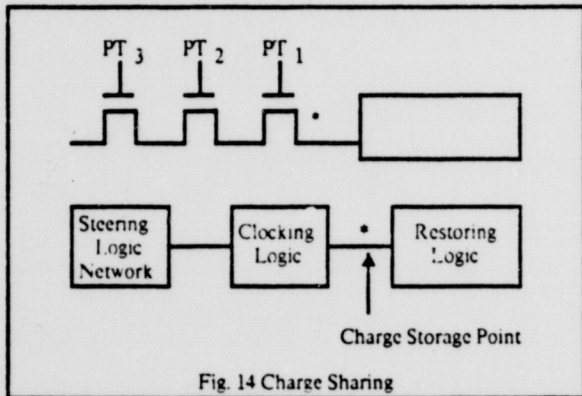 PT 3 PT 2 PT 1
*
Steering
Logic
Network
Clocking
Logic
*
Restoring
Logic
Charge Storage Point
Fig. 14 Charge Sharing